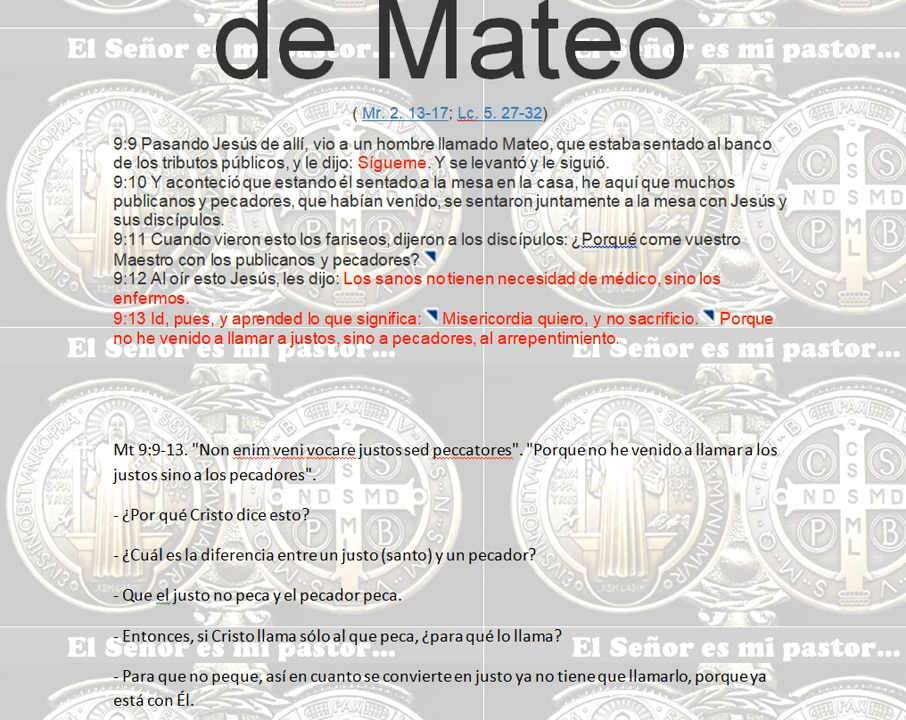 de Mateo
El Señor es mi pastor... El Señor es mi pastor...
( Mr. 2. 13-17; Lc. 5. 27-32)
9:9 Pasando Jesús de allí, vio a un hombre llamado Mateo, que estaba sentado al banco
de los tributos públicos, y le dijo: Sígueme. Y se levantó y le siguió.
9:10 Y aconteció que estando él sentado a la mesa en la casa, he aquí que muchos
publicanos y pecadores, que habían venido, se sentaron juntamente a la mesa con Jesús y
sus discípulos.
9:11 Cuando vieron esto los fariseos, dijeron a los discípulos: ¿Porqué come vuestro
Maestro con los publicanos y pecadores?
9:12 Al oír esto Jesús, les dijo: Los sanos no tienen necesidad de médico, sino los
enfermos.
9:13 Id, pues, y aprended lo que significa: Misericordia quiero, y no sacrificio. Porque
no he venido a llamar a justos, sino a pecadores, al arrepentimiento.
El Señor es mi pastor... El Señor es mi pastor...
Mt 9:9-13. "Non enim veni vocare justos sed peccatores". "Porque no he venido a llamar a los
justos sino a los pecadores".
- ¿Por qué Cristo dice esto?
- ¿Cuál es la diferencia entre un justo (santo) y un pecador?
- Que el justo no peca y el pecador peca.
- Entonces, si Cristo llama sólo al que peca, ¿para qué lo llama?
El Señor es mi pastor... El Señor es mi pastor...
- Para que no peque, así en cuanto se convierte en justo ya no tiene que llamarlo, porque ya
está con Él.